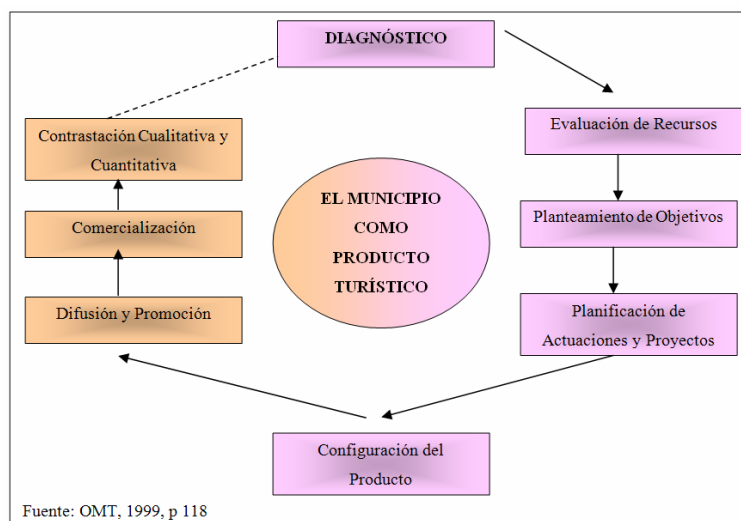 DIAGNÓSTICO
Evaluación de Recursos
Planteamiento de Objetivos
Planificación de
Actuaciones y Proyectos
Configuración del
Producto
Difusión y Promoción
Comercialización
Contrastación Cualitativa y
Cuantitativa
EL MUNICIPIO
COMO
PRODUCTO
TURÍSTICO
Fuente: OMT, 1999, p 118